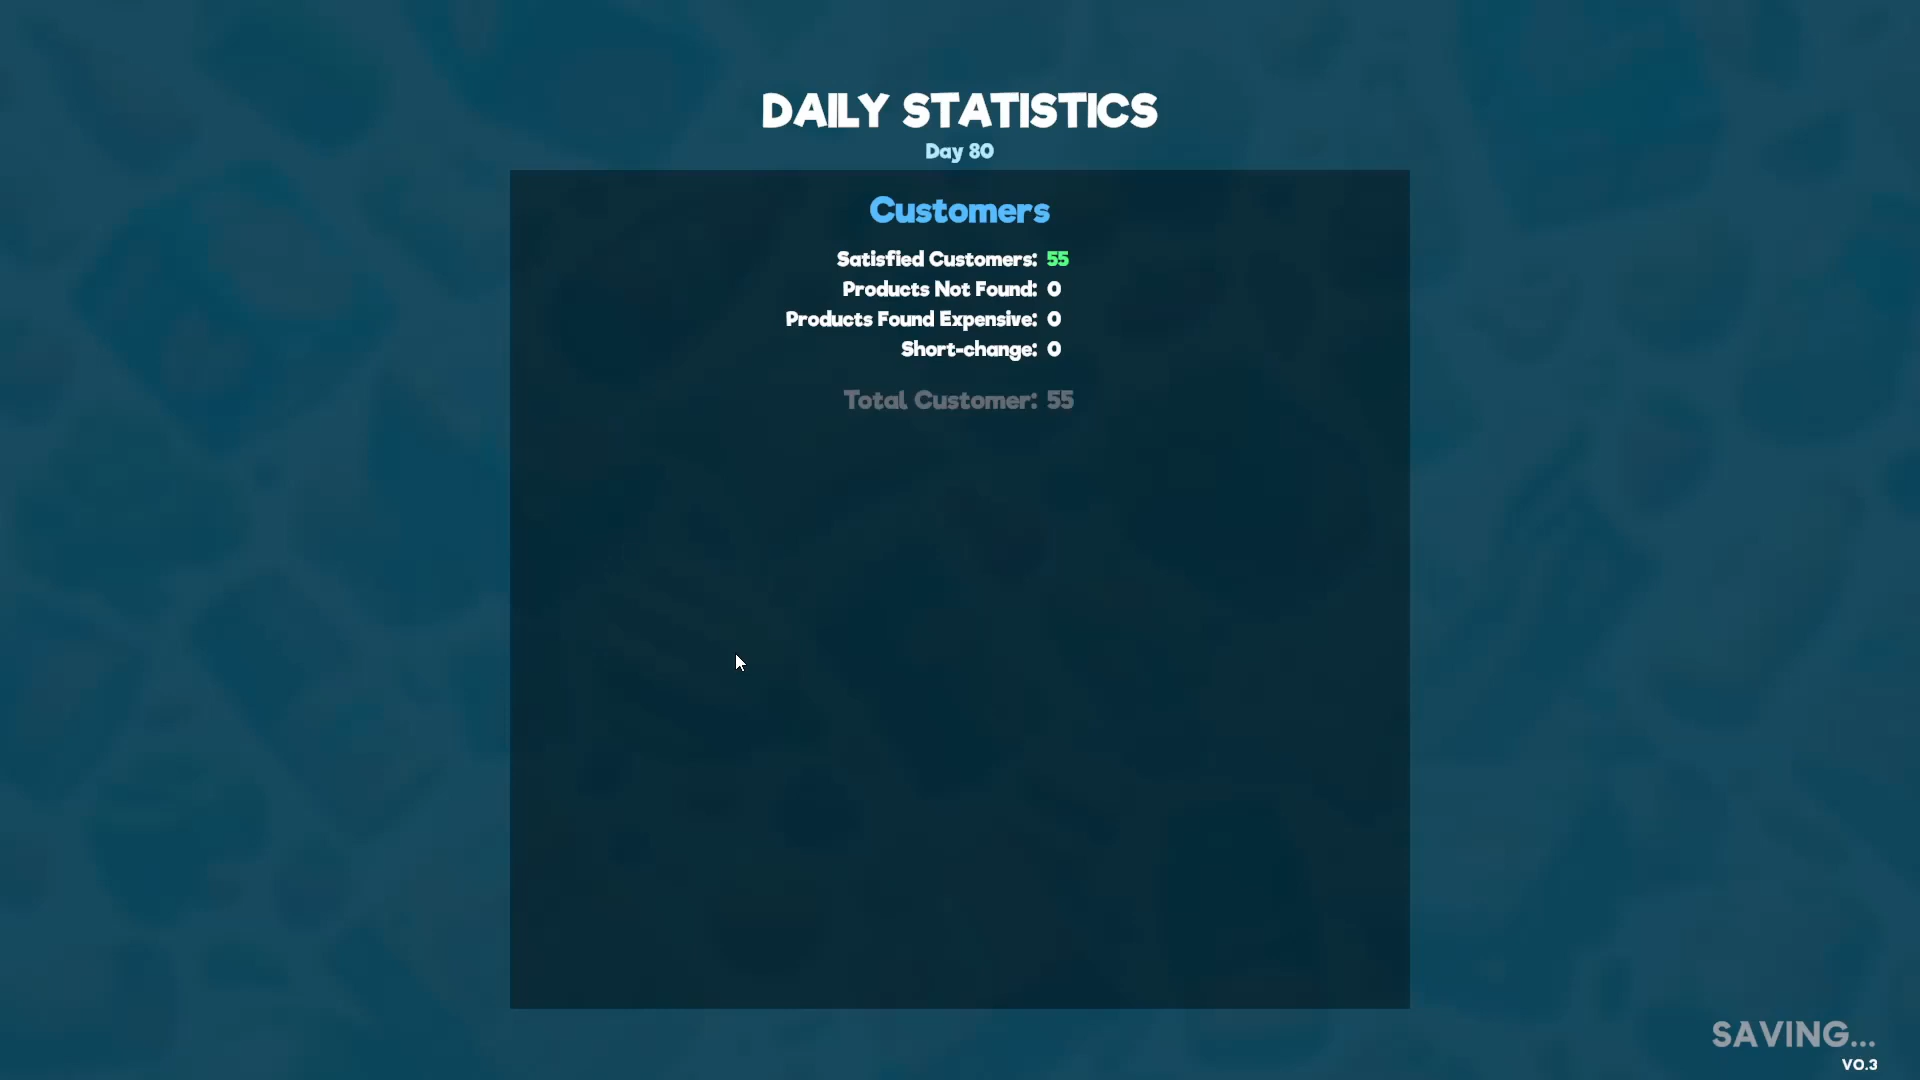 DAILY STATISTICS
Day 80
Customers
Satisfied Customers: 55
Products Not Found: 0
Products Found Expensive: 0
Short-change: 0
Total Customer: 55
SAVING...
V0.3